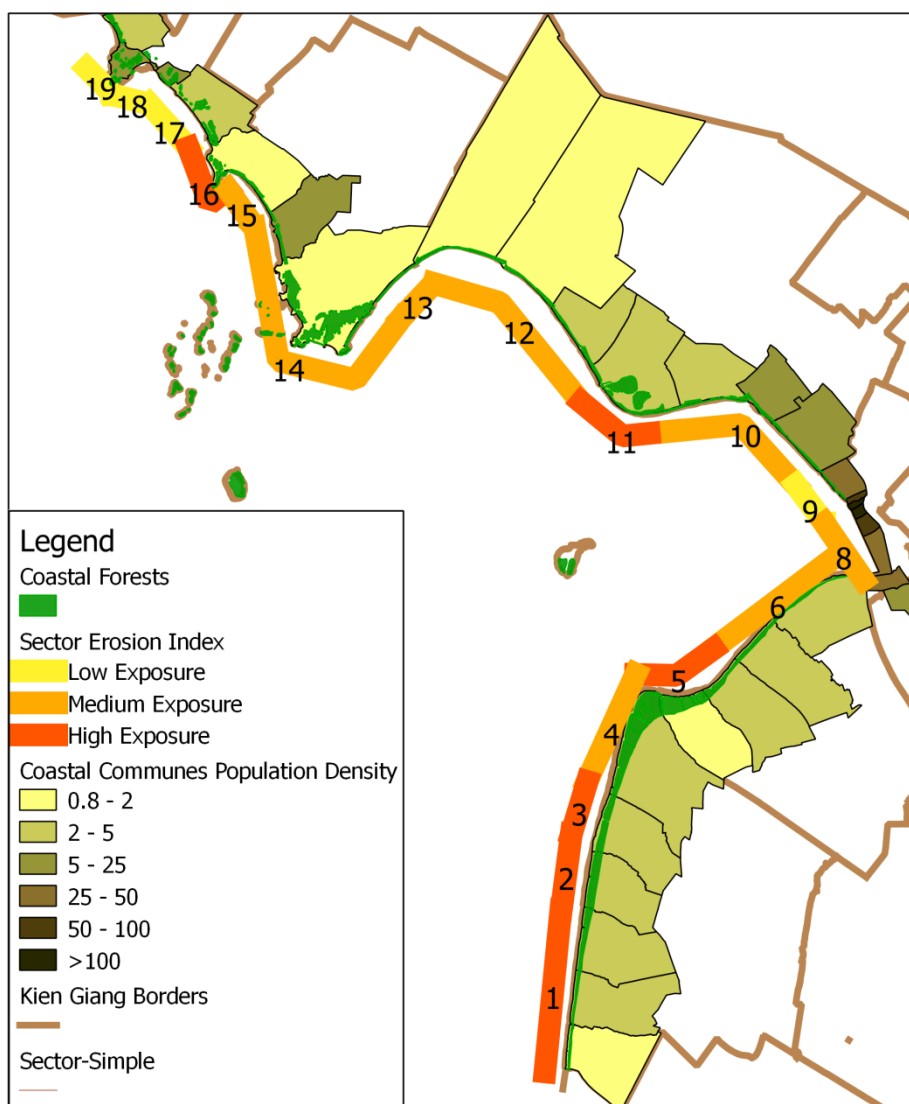 19
18
17
16
15
14
13
12
11
10
9
8
6
5
4
3
2
1
Legend
Coastal Forests
Sector Erosion Index
Low Exposure
Medium Exposure
High Exposure
Coastal Communes Population Density
0.8 - 2
2 - 5
5 - 25
25 - 50
50 - 100
>100
Kien Giang Borders
Sector-Simple